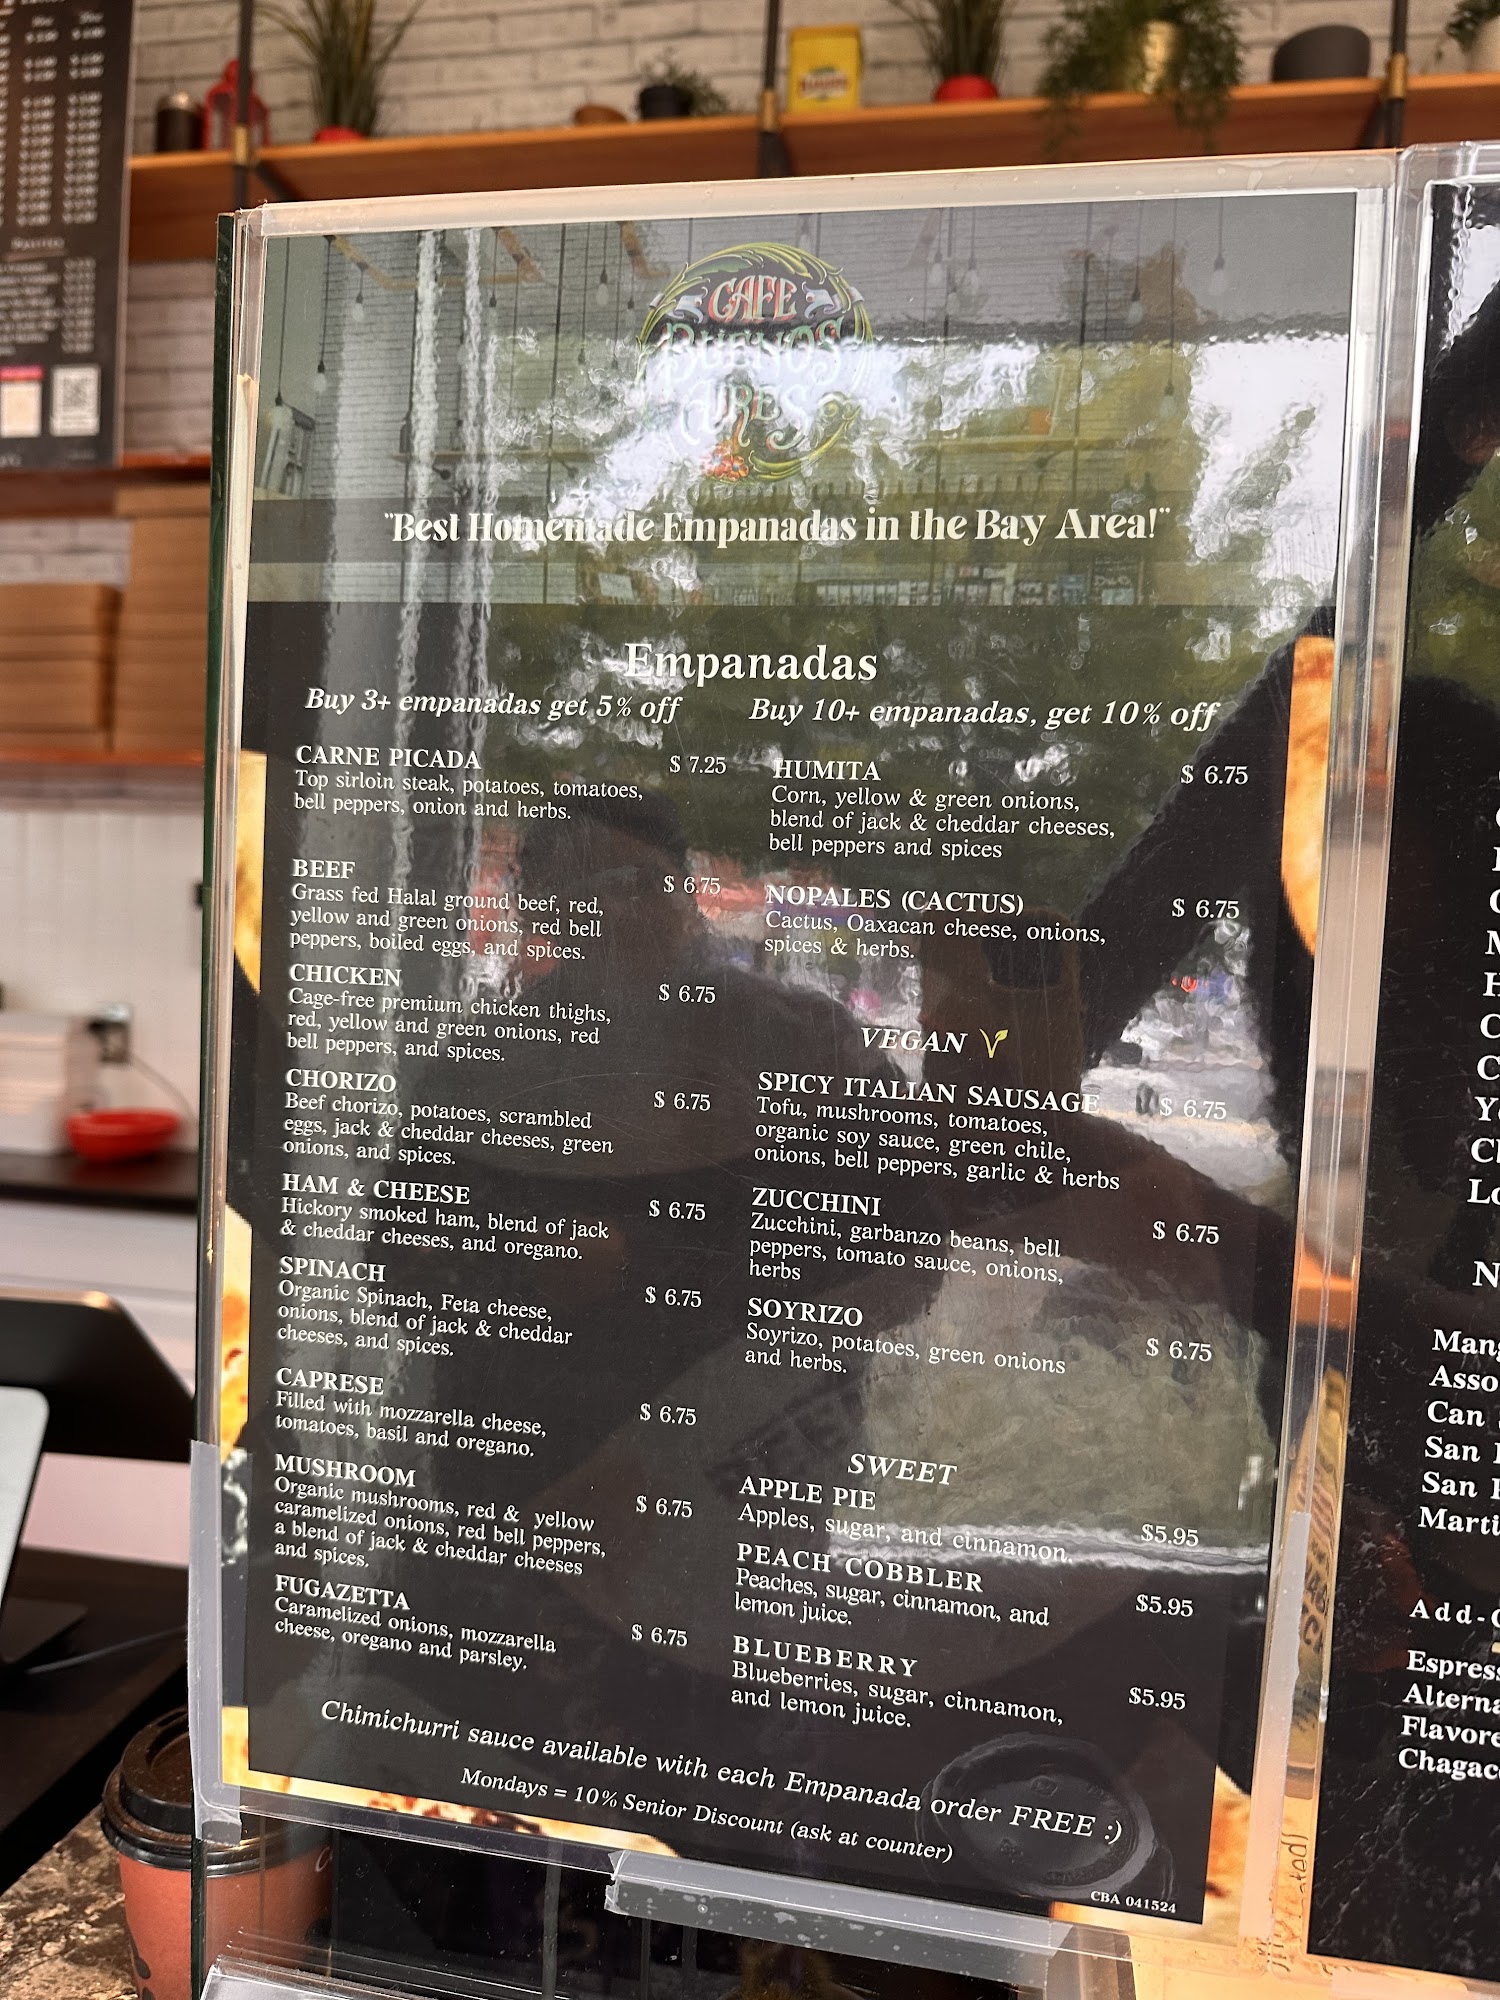 CAFE
BUENOS
AIRES
"Best Homemade Empanadas in the Bay Area!"
Empanadas
Buy 3+ empanadas get 5% off
Buy 10+ empanadas, get 10% off
CARNE PICADA $ 7.25
Top sirloin steak, potatoes, tomatoes,
bell peppers, onion and herbs.
BEEF $ 6.75
Grass fed Halal ground beef, red,
yellow and green onions, red bell
peppers, boiled eggs, and spices.
CHICKEN $ 6.75
Cage-free premium chicken thighs,
red, yellow and green onions, red
bell peppers, and spices.
CHORIZO $ 6.75
Beef chorizo, potatoes, scrambled
eggs, jack & cheddar cheeses, green
onions, and spices.
HAM & CHEESE $ 6.75
Hickory smoked ham, blend of jack
& cheddar cheeses, and oregano.
SPINACH $ 6.75
Organic Spinach, Feta cheese,
onions, blend of jack & cheddar
cheeses, and spices.
CAPRESE $ 6.75
Filled with mozzarella cheese,
tomatoes, basil and oregano.
MUSHROOM $ 6.75
Organic mushrooms, red & yellow
caramelized onions, red bell peppers,
a blend of jack & cheddar cheeses
and spices.
FUGAZETTA $ 6.75
Caramelized onions, mozzarella
cheese, oregano and parsley.
HUMITA $ 6.75
Corn, yellow & green onions,
blend of jack & cheddar cheeses,
bell peppers and spices
NOPALES (CACTUS) $ 6.75
Cactus, Oaxacan cheese, onions,
spices & herbs.
VEGAN
SPICY ITALIAN SAUSAGE $ 6.75
Tofu, mushrooms, tomatoes,
organic soy sauce, green chile,
onions, bell peppers, garlic & herbs
ZUCCHINI $ 6.75
Zucchini, garbanzo beans, bell
peppers, tomato sauce, onions,
herbs
SOYRIZO $ 6.75
Soyrizo, potatoes, green onions
and herbs.
SWEET
APPLE PIE $5.95
Apples, sugar, and cinnamon.
PEACH COBBLER $5.95
Peaches, sugar, cinnamon, and
lemon juice.
BLUEBERRY $5.95
Blueberries, sugar, cinnamon,
and lemon juice.
Chimichurri sauce available with each Empanada order FREE :)
Mondays = 10% Senior Discount (ask at counter)
CBA 041524
Mang
Asso
Can
San
San
Marti
Add-
Espress
Alterna
Flavore
Chagac